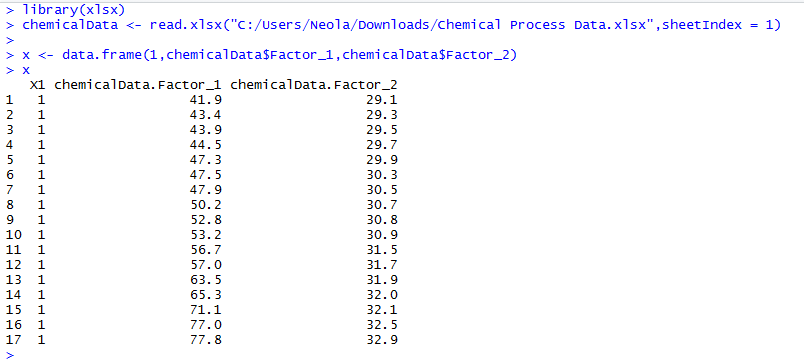 > library(xlsx)
> chemicalData <- read.xlsx("C:/Users/Neola/Downloads/Chemical Process Data.xlsx",sheetIndex = 1)
>
> x <- data.frame(1,chemicalData$Factor_1,chemicalData$Factor_2)
> x
   X1 chemicalData.Factor_1 chemicalData.Factor_2
1   1                  41.9                  29.1
2   1                  43.4                  29.3
3   1                  43.9                  29.5
4   1                  44.5                  29.7
5   1                  47.3                  29.9
6   1                  47.5                  30.3
7   1                  47.9                  30.5
8   1                  50.2                  30.7
9   1                  52.8                  30.8
10  1                  53.2                  30.9
11  1                  56.7                  31.5
12  1                  57.0                  31.7
13  1                  63.5                  31.9
14  1                  65.3                  32.0
15  1                  71.1                  32.1
16  1                  77.0                  32.5
17  1                  77.8                  32.9
>